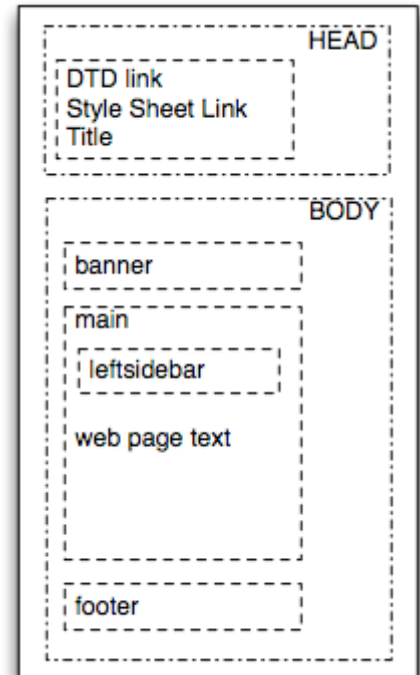 HEAD
DTD link
Style Sheet Link
Title
BODY
banner
main
leftsidebar
web page text
footer